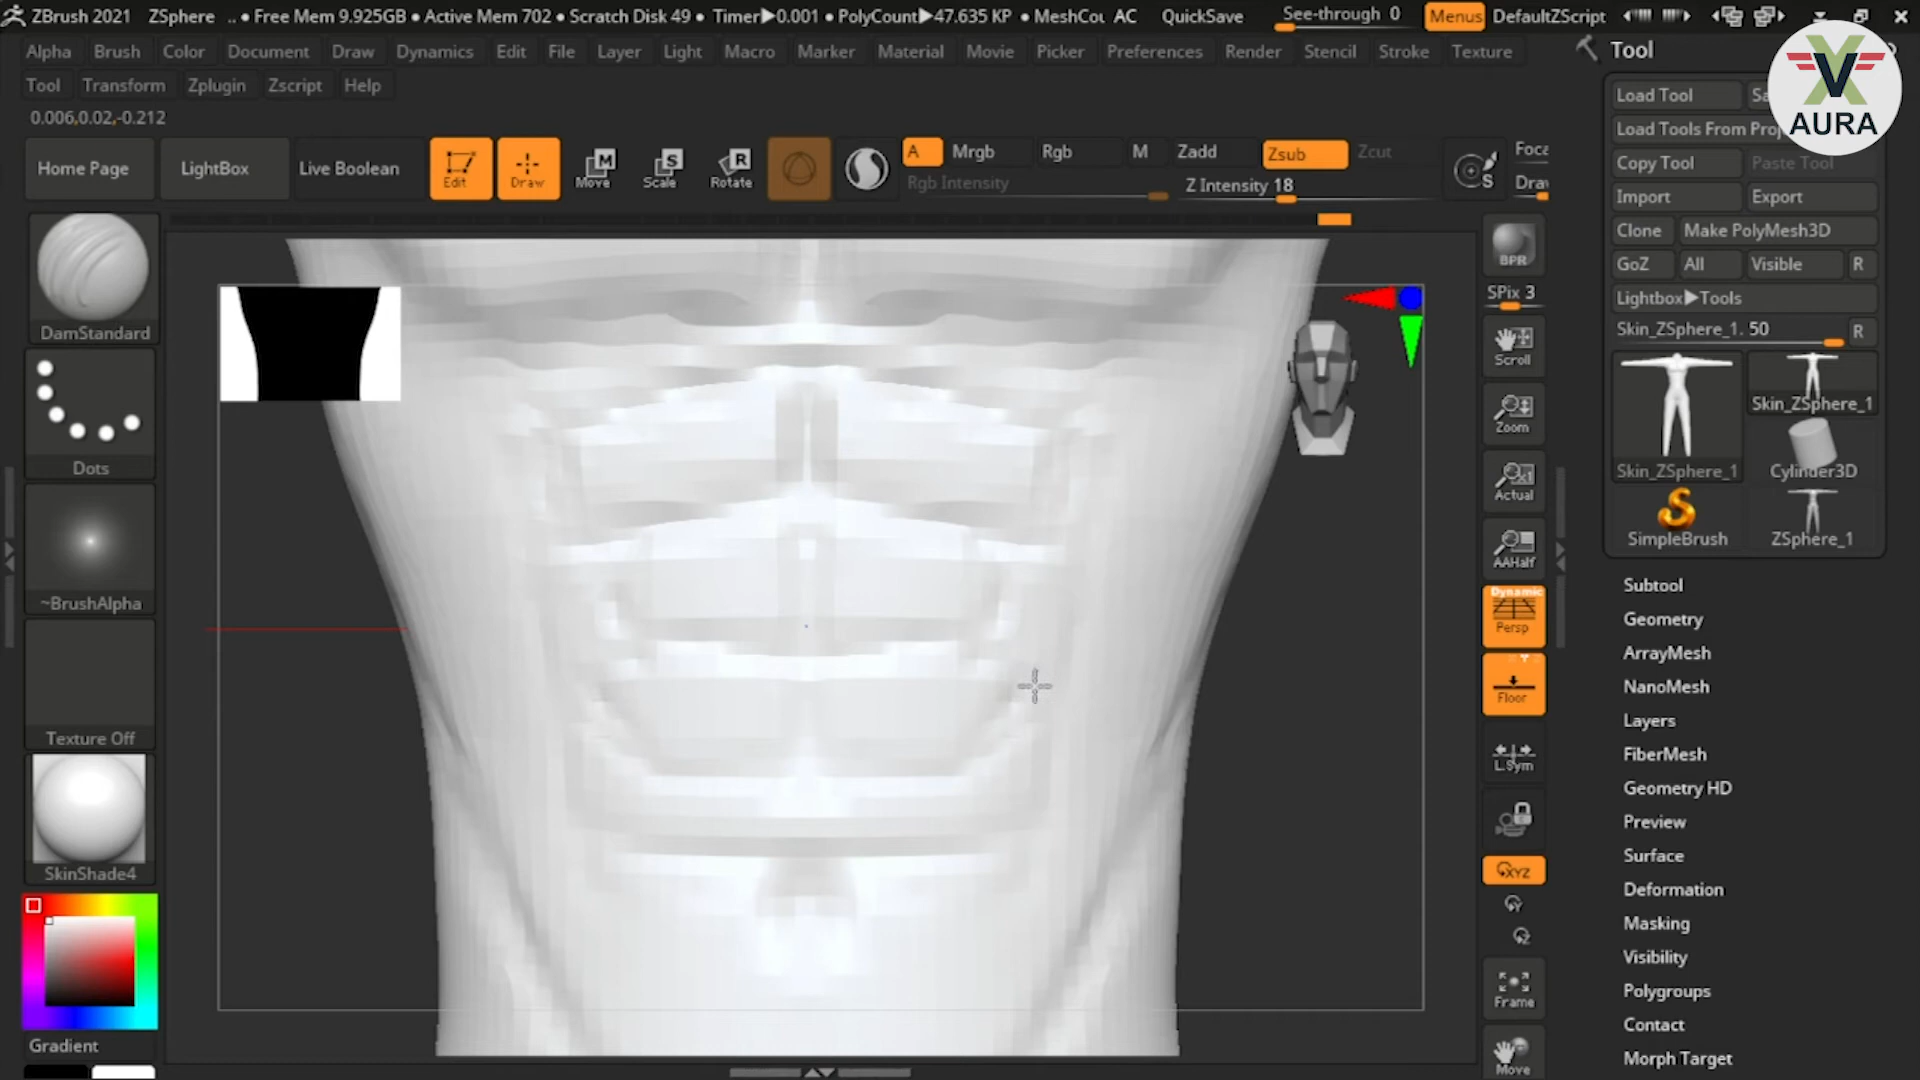 ZBrush 2021 ZSphere .. ● Free Mem 9.925GB ● Active Mem 702 ● Scratch Disk 49 ● Timer▶0.001 ● PolyCount▶47.635 KP ● MeshCou AC QuickSave See-through 0 Menus DefaultZScript
Alpha Brush Color Document Draw Dynamics Edit File Layer Light Macro Marker Material Movie Picker Preferences Render Stencil Stroke Texture
Tool Transform Zplugin Zscript Help
0.006,0.02,-0.212
Home Page LightBox Live Boolean Edit Draw Move Scale Rotate
M S R
A Mrgb Rgb M Zadd Zsub Zcut
Rgb Intensity Z Intensity 18
S
Foca
Dra
DamStandard
Dots
~BrushAlpha
Texture Off
SkinShade4
Gradient
BPR
SPix 3
Scroll
Zoom
Actual
AAHalf
Dynamic
Persp
Floor
L.Sym
XYZ
Frame
Move
Tool
VX
AURA
Load Tool Sa
Load Tools From Proj
Copy Tool Paste Tool
Import Export
Clone Make PolyMesh3D
GoZ All Visible R
Lightbox▶Tools
Skin_ZSphere_1. 50 R
Skin_ZSphere_1
Skin_ZSphere_1 Cylinder3D
SimpleBrush ZSphere_1
Subtool
Geometry
ArrayMesh
NanoMesh
Layers
FiberMesh
Geometry HD
Preview
Surface
Deformation
Masking
Visibility
Polygroups
Contact
Morph Target